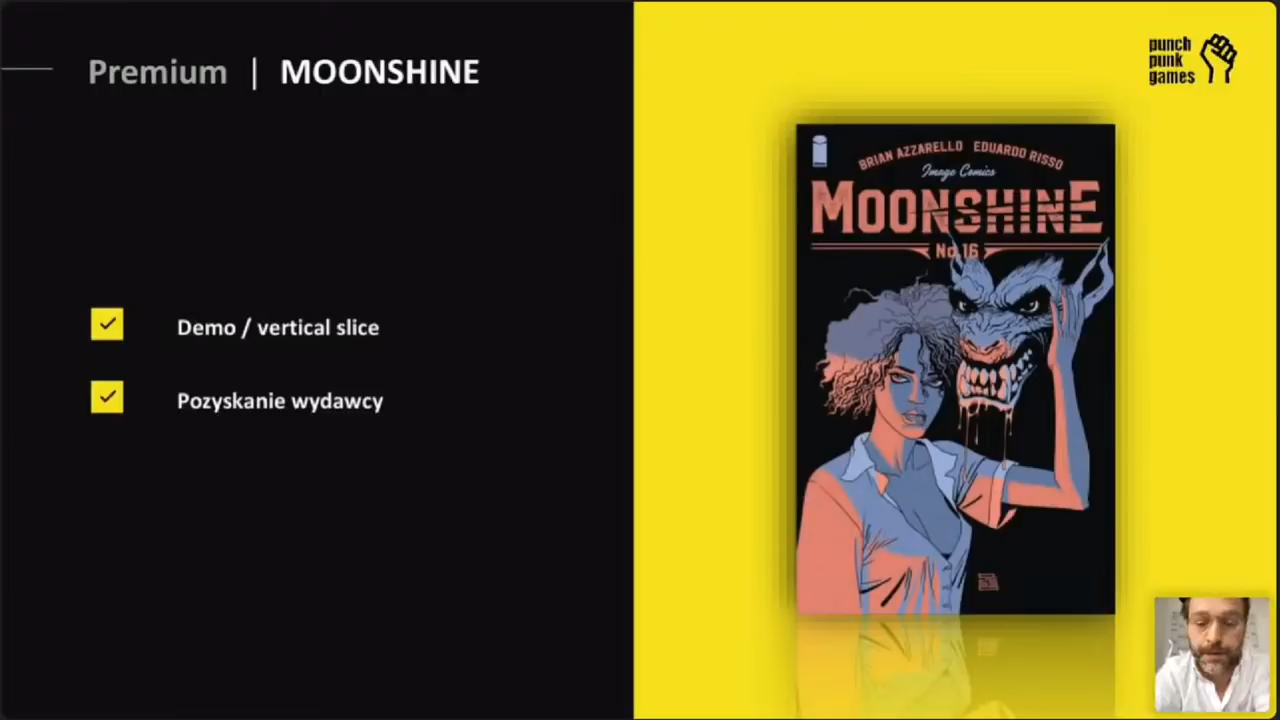 Premium | MOONSHINE
punch
punk
games
BRIAN AZZARELLO EDUARDO RISSO
Image Comics
MOONSHINE
No.16
Demo / vertical slice
Pozyskanie wydawcy